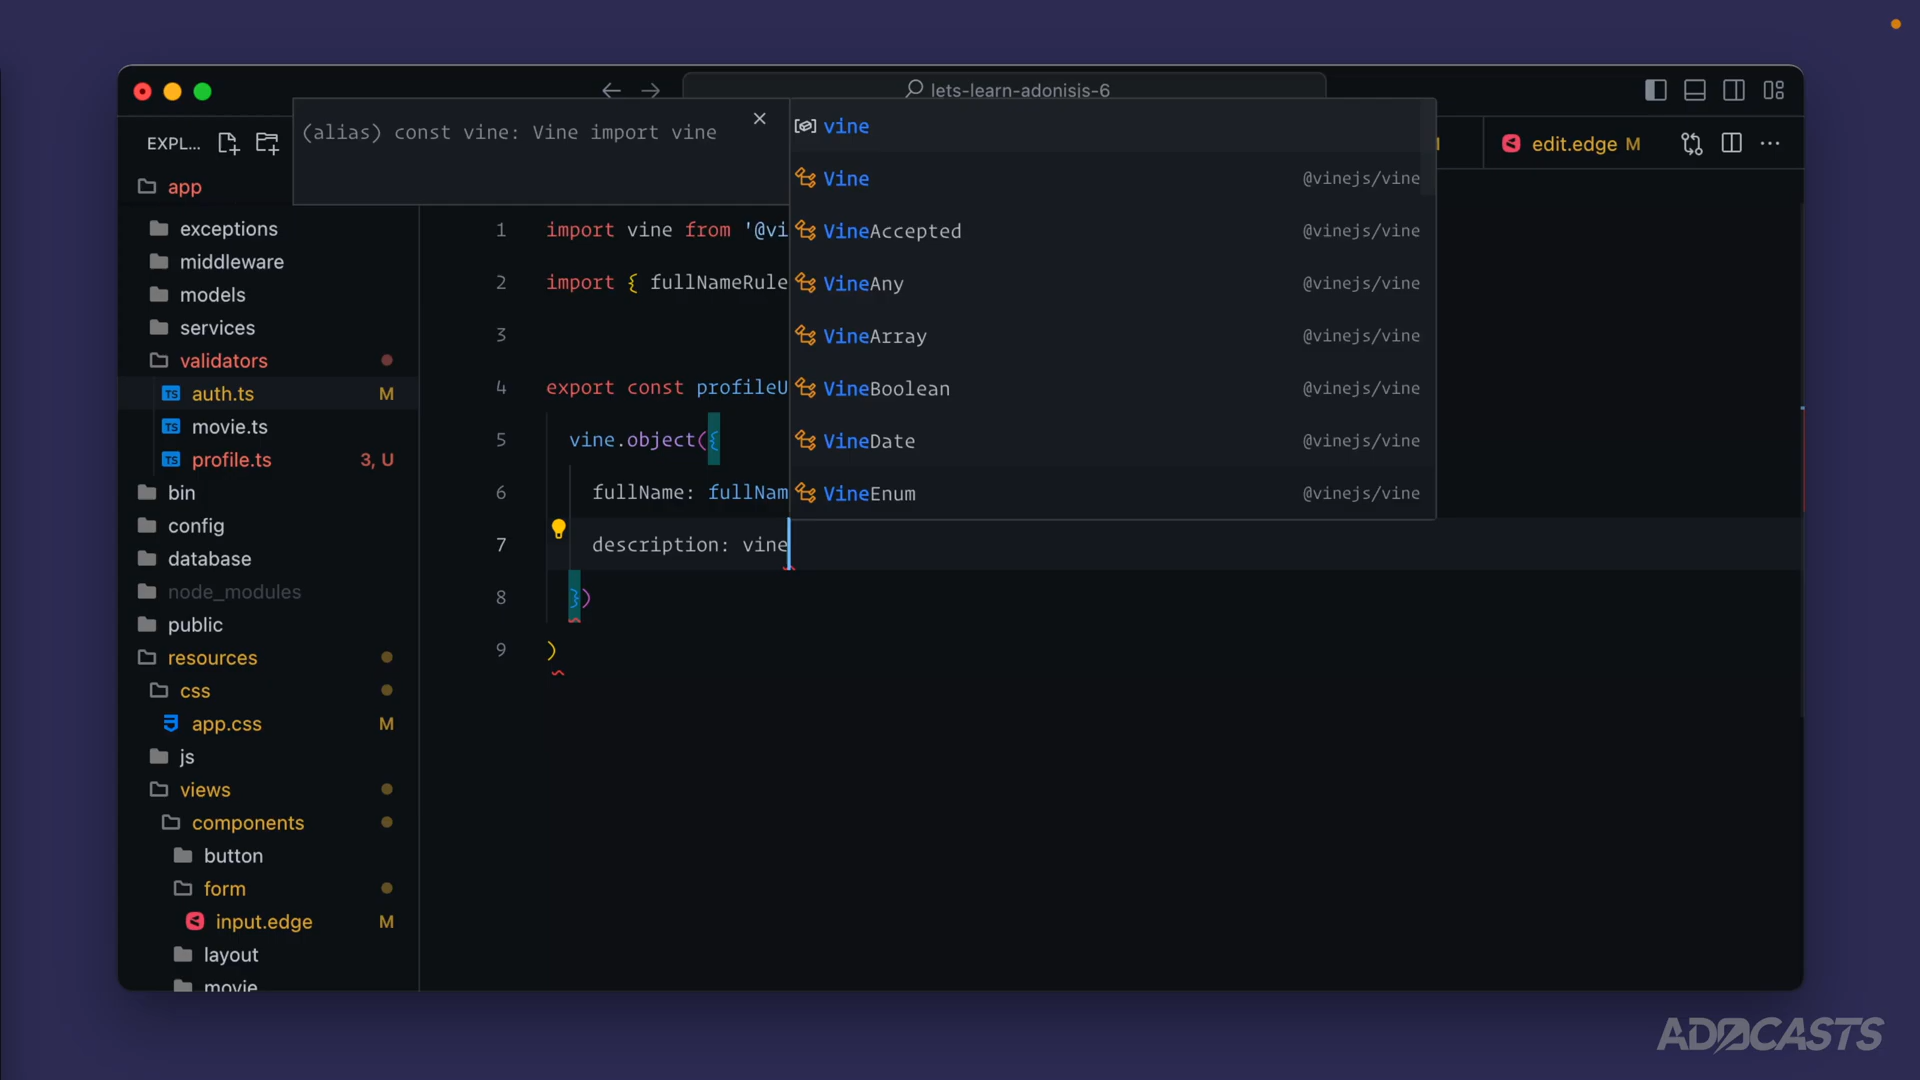 lets-learn-adonisjs-6
EXPL...
(alias) const vine: Vine import vine
edit.edge M
app
exceptions
middleware
models
services
validators
auth.ts M
movie.ts
profile.ts 3, U
bin
config
database
node_modules
public
resources
css
app.css M
js
views
components
button
form
input.edge M
layout
movie
1 import vine from '@vi
2 import { fullNameRule
3
4 export const profileU
5 vine.object({
6 fullName: fullNam
7 description: vine
8 })
9 )
vine
Vine @vinejs/vine
VineAccepted @vinejs/vine
VineAny @vinejs/vine
VineArray @vinejs/vine
VineBoolean @vinejs/vine
VineDate @vinejs/vine
VineEnum @vinejs/vine
ADOCASTS